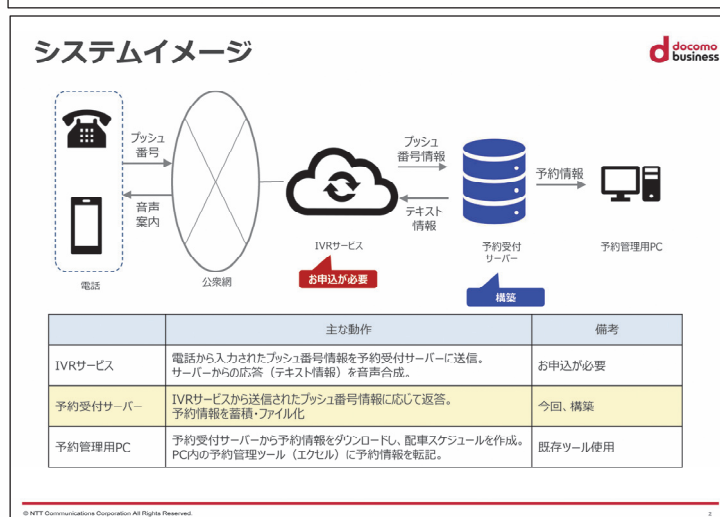 システムイメージ
docomo
business
プッシュ
番号
音声
案内
プッシュ
番号情報
テキスト
情報
予約情報
電話
公衆網
IVRサービス
お申込が必要
予約受付
サーバー
構築
予約管理用PC
主な動作
備考
IVRサービス
電話から入力されたプッシュ番号情報を予約受付サーバーに送信。
サーバーからの応答（テキスト情報）を音声合成。
お申込が必要
予約受付サーバー
IVRサービスから送信されたプッシュ番号情報に応じて返答。
予約情報を蓄積・ファイル化
今回、構築
予約管理用PC
予約受付サーバーから予約情報をダウンロードし、配車スケジュールを作成。
PC内の予約管理ツール（エクセル）に予約情報を転記。
既存ツール使用
© NTT Communications Corporation All Rights Reserved.
2